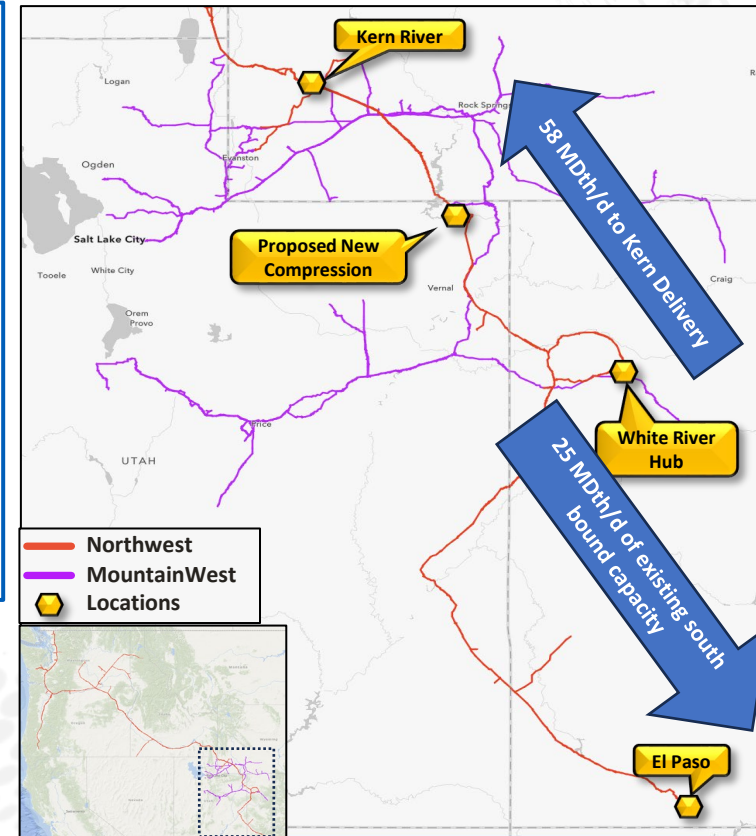 Kern River
Logan
Rock Springs
Evanston
Ogden
58 MDth/d to Kern Delivery
Salt Lake City
Proposed New
Compression
Tooele
White City
Vernal
Craig
Orem
Provo
White River
Hub
Price
UTAH
25 MDth/d of existing south
bound capacity
Northwest
MountainWest
Locations
El Paso